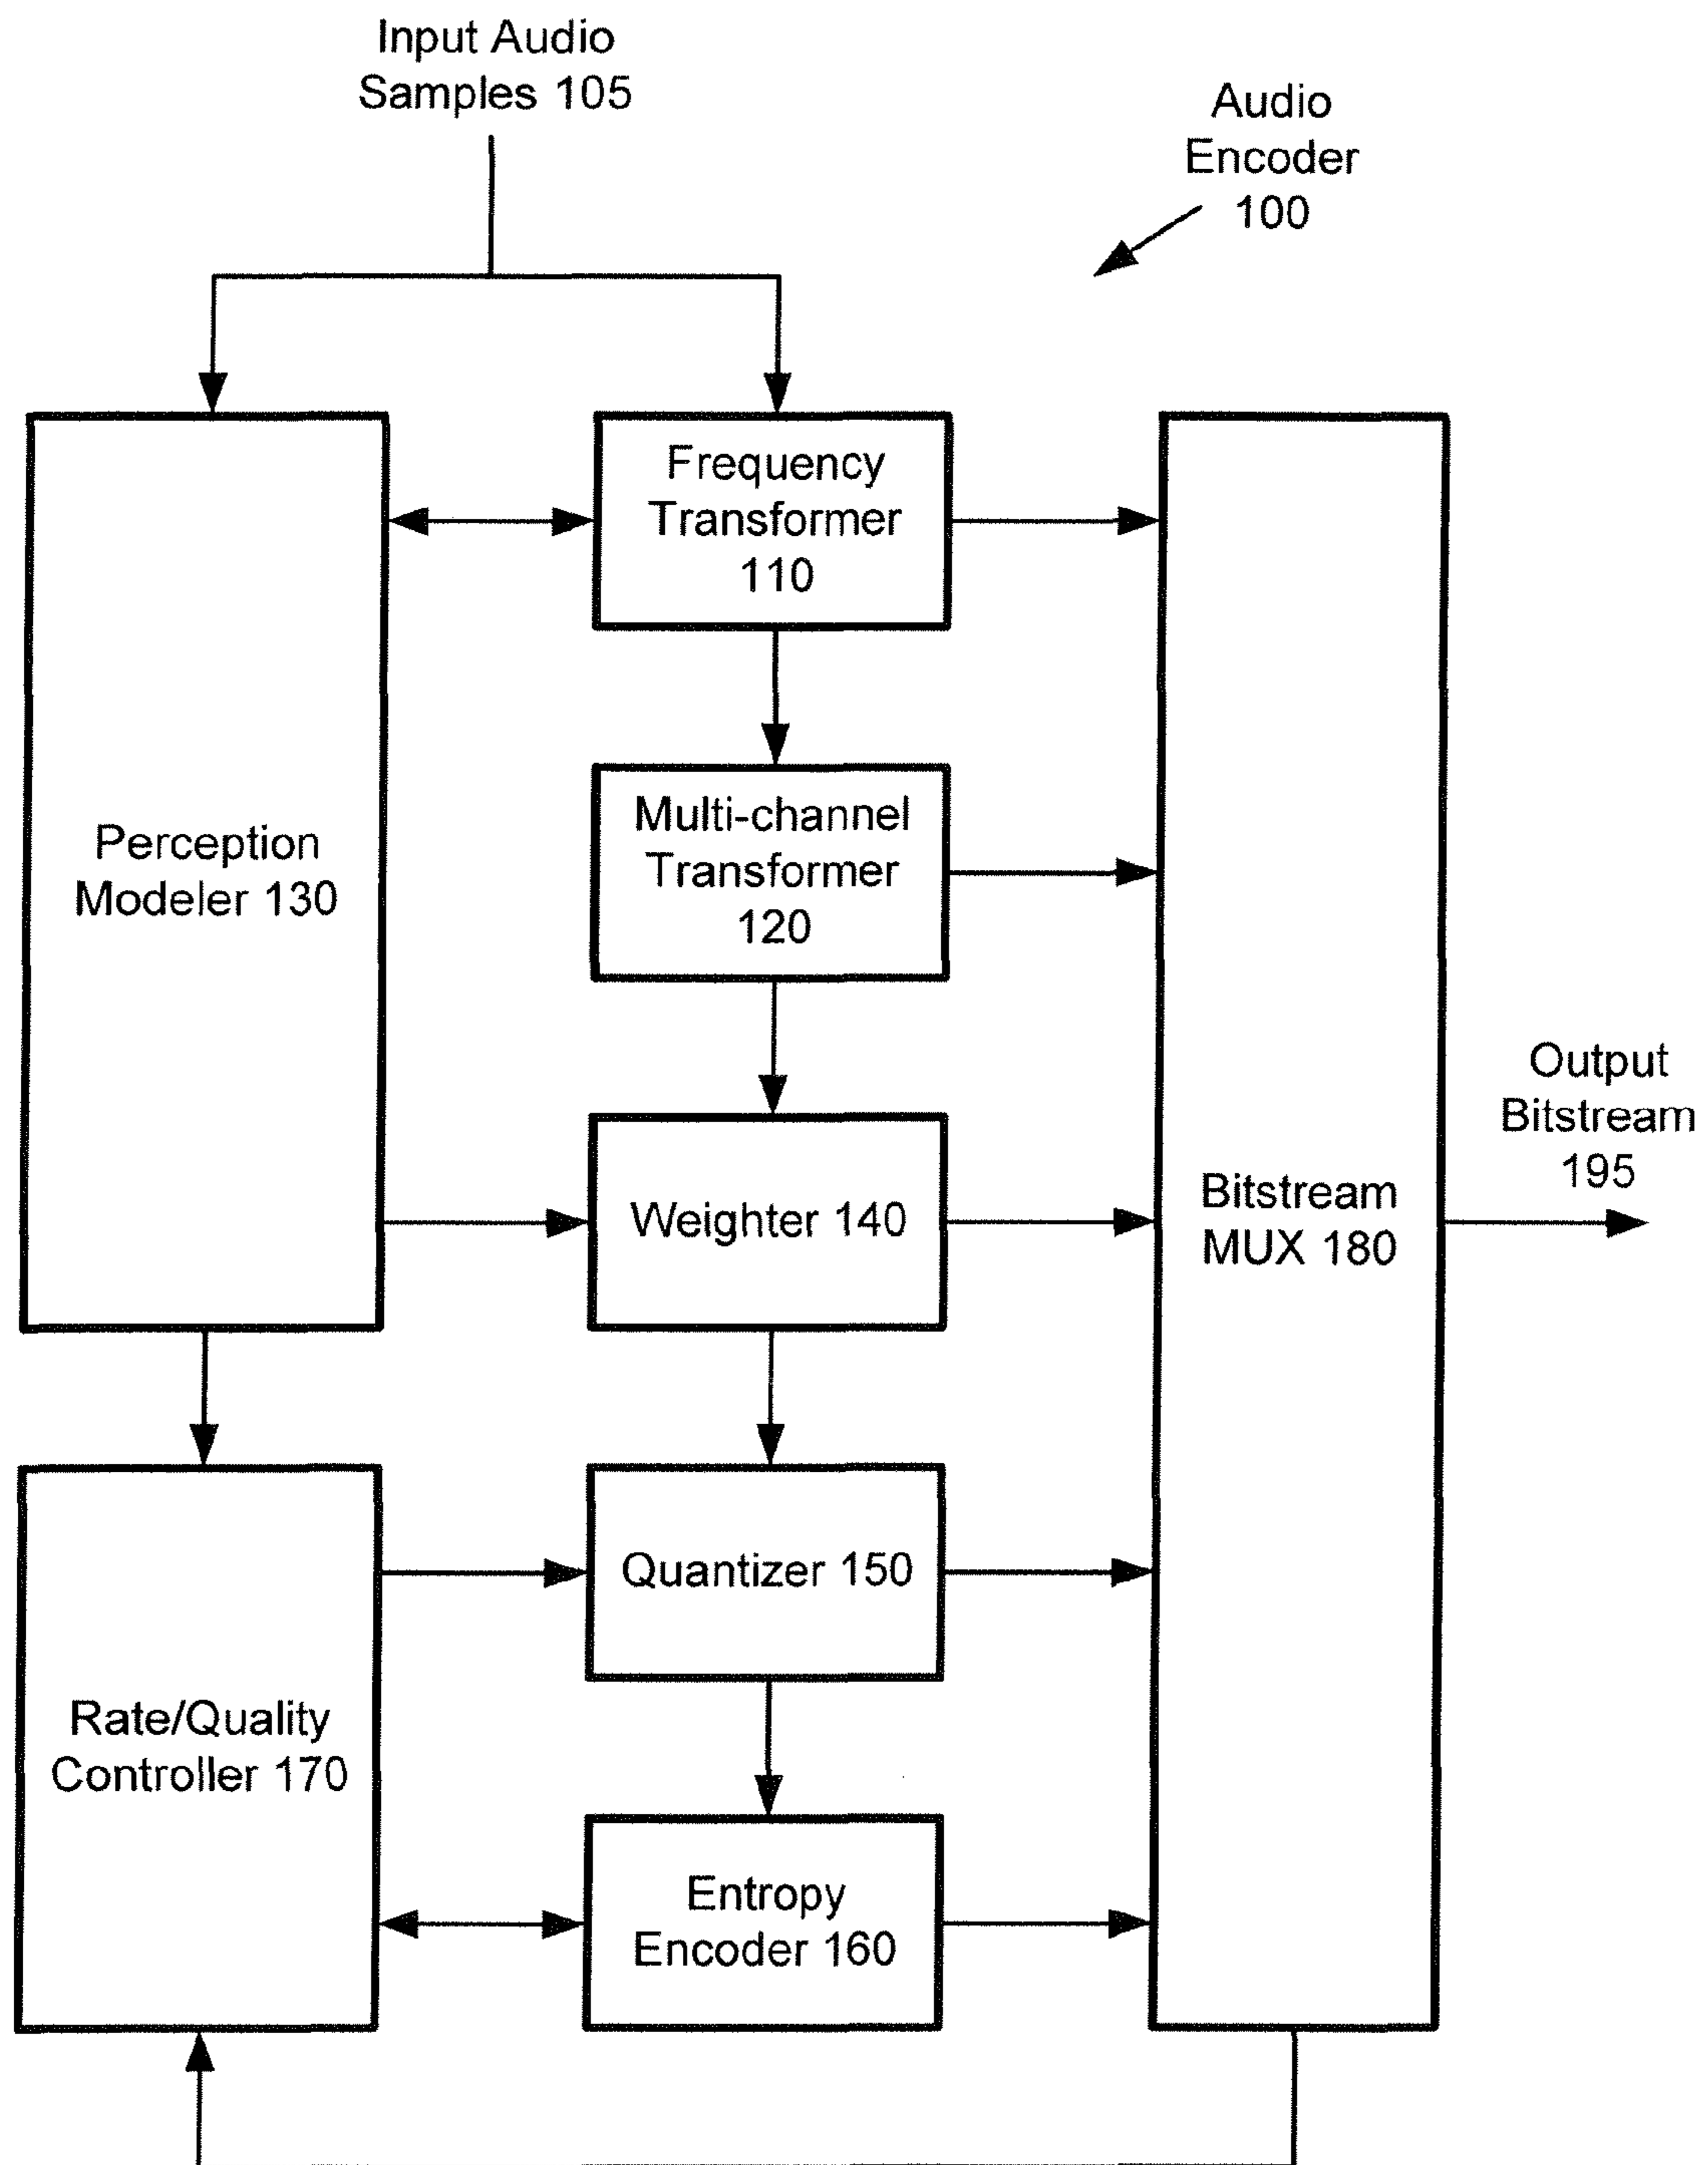 Input Audio
Samples 105
Audio
Encoder
100
Frequency
Transformer
110
Multi-channel
Transformer
120
Perception
Modeler 130
Output
Bitstream
195
Weighter 140
Bitstream
MUX 180
Quantizer 150
Rate/Quality
Controller 170
Entropy
Encoder 160